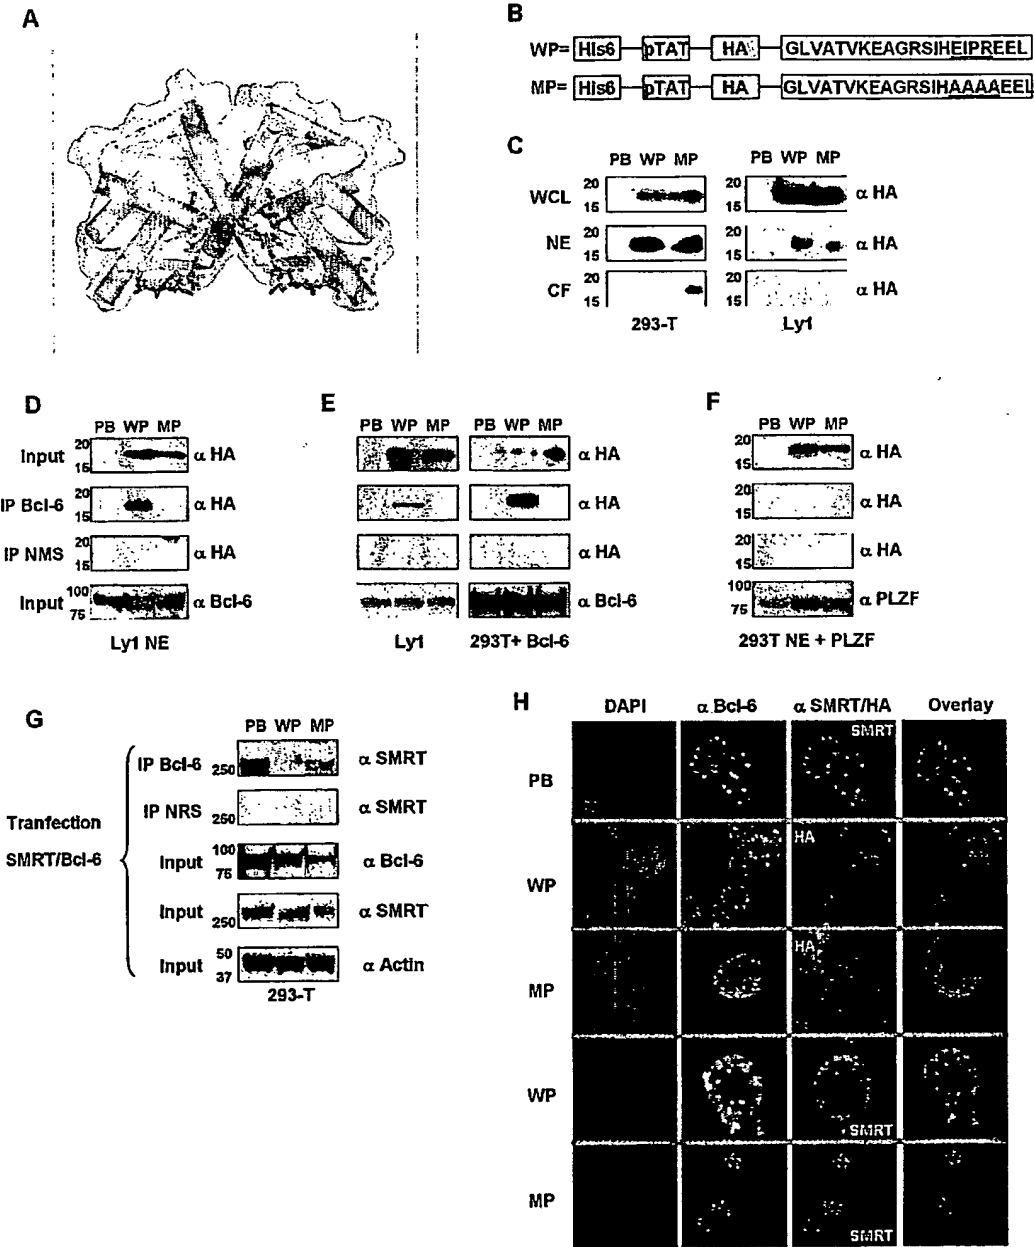 A
B
WP= His6 pTAT HA GLVATVKEAGRSIHEIPREEL
MP= His6 pTAT HA GLVATVKEAGRSIHAAAAEEL
C
PB WP MP PB WP MP
WCL 20 15 20 15 α HA
NE 20 15 20 15 α HA
CF 20 15 20 15 α HA
293-T Ly1
D
PB WP MP
Input 20 15 α HA
IP Bcl-6 20 15 α HA
IP NMS 20 15 α HA
Input 100 75 α Bcl-6
Ly1 NE
E
PB WP MP PB WP MP
α HA
α HA
α HA
α Bcl-6
Ly1 293T+ Bcl-6
F
PB WP MP
20 15 α HA
20 15 α HA
20 15 α HA
100 75 α PLZF
293T NE + PLZF
G
PB WP MP
Tranfection
SMRT/Bcl-6
IP Bcl-6 250 α SMRT
IP NRS 250 α SMRT
Input 100 75 α Bcl-6
Input 250 α SMRT
Input 50 37 α Actin
293-T
H
DAPI α Bcl-6 α SMRT/HA Overlay
PB SMRT
WP HA
MP HA
WP SMRT
MP SMRT